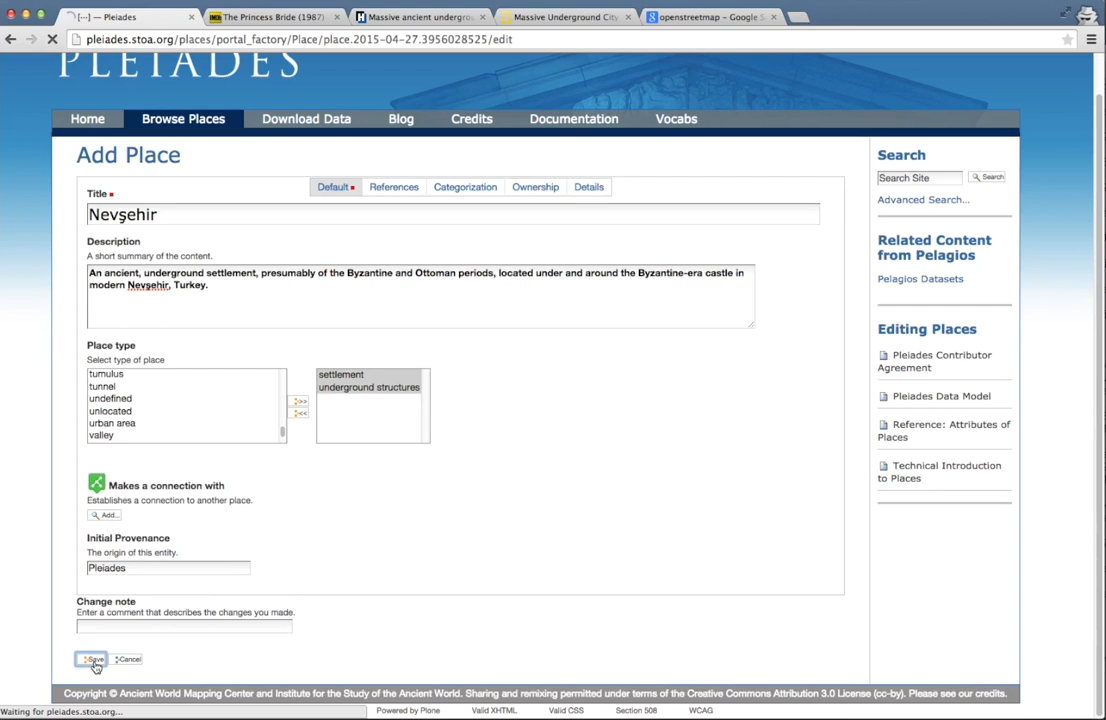 [···] — Pleiades
The Princess Bride (1987)
Massive ancient undergrou
Massive Underground City
openstreetmap - Google S
pleiades.stoa.org/places/portal_factory/Place/place.2015-04-27.3956028525/edit
PLEIADES
Home Browse Places Download Data Blog Credits Documentation Vocabs
Add Place
Default References Categorization Ownership Details
Title
Nevşehir
Description
A short summary of the content.
An ancient, underground settlement, presumably of the Byzantine and Ottoman periods, located under and around the Byzantine-era castle in
modern Nevşehir, Turkey.
Place type
Select type of place
tumulus
tunnel
undefined
unlocated
urban area
valley
>>
<<
settlement
underground structures
Makes a connection with
Establishes a connection to another place.
Add...
Initial Provenance
The origin of this entity.
Pleiades
Change note
Enter a comment that describes the changes you made.
Save Cancel
Search
Search Site Search
Advanced Search...
Related Content
from Pelagios
Pelagios Datasets
Editing Places
Pleiades Contributor
Agreement
Pleiades Data Model
Reference: Attributes of
Places
Technical Introduction
to Places
Copyright © Ancient World Mapping Center and Institute for the Study of the Ancient World. Sharing and remixing permitted under terms of the Creative Commons Attribution 3.0 License (cc-by). Please see our credits.
Waiting for pleiades.stoa.org...
Powered by Plone Valid XHTML Valid CSS Section 508 WCAG